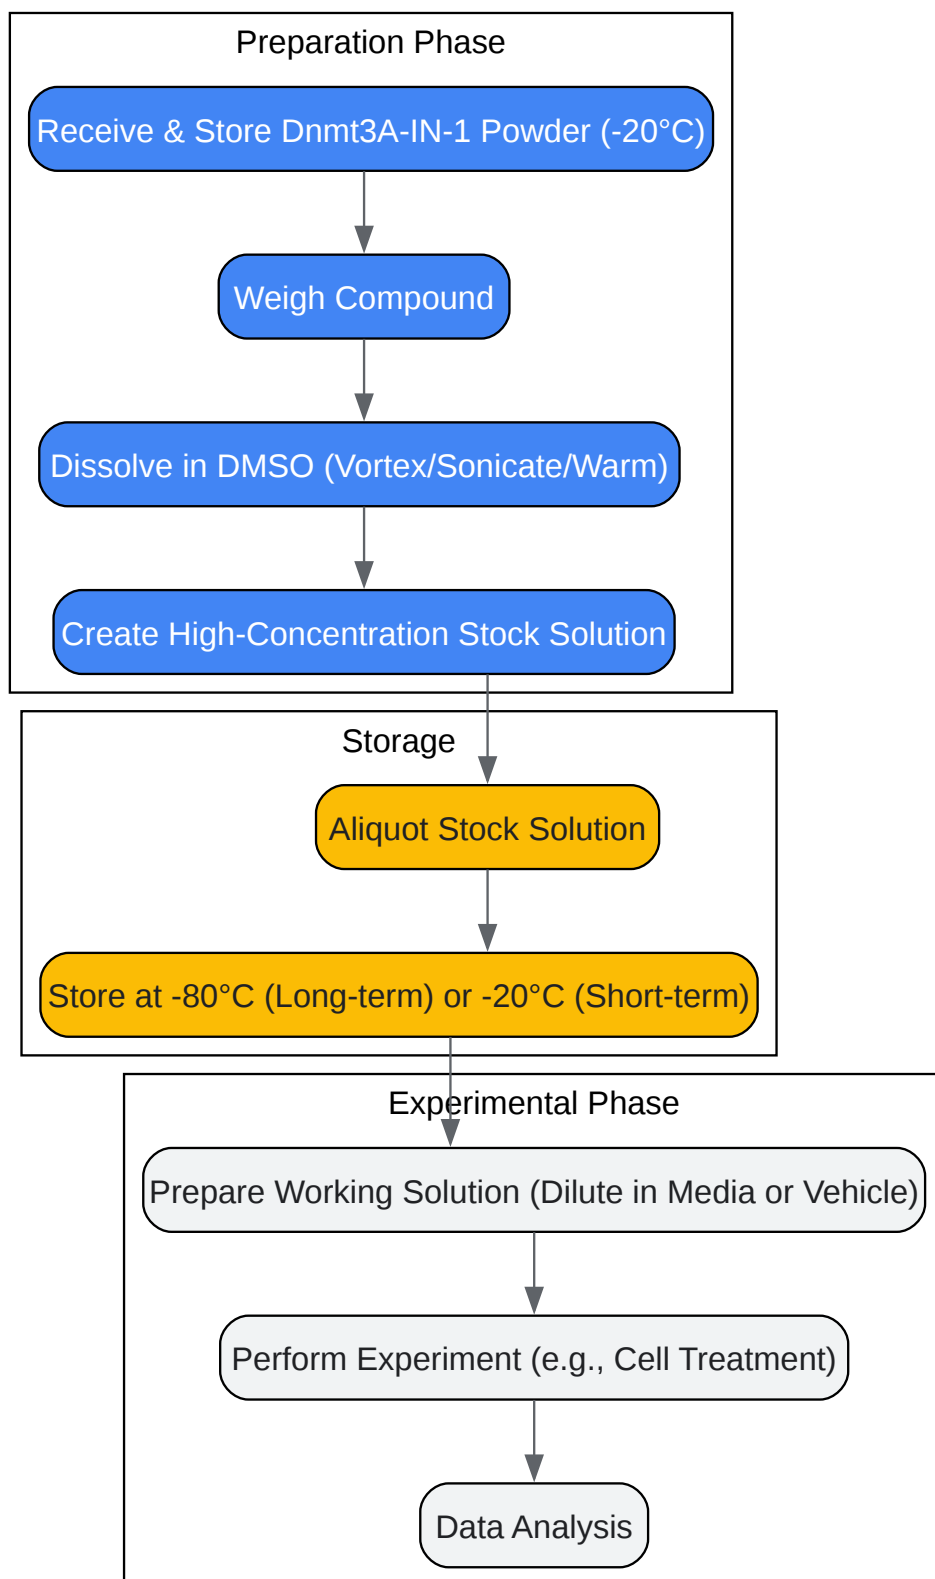 Preparation Phase
Receive & Store Dnmt3A-IN-1 Powder (-20°C)
Weigh Compound
Dissolve in DMSO (Vortex/Sonicate/Warm)
Create High-Concentration Stock Solution
Storage
Aliquot Stock Solution
Store at -80°C (Long-term) or -20°C (Short-term)
Experimental Phase
Prepare Working Solution (Dilute in Media or Vehicle)
Perform Experiment (e.g., Cell Treatment)
Data Analysis